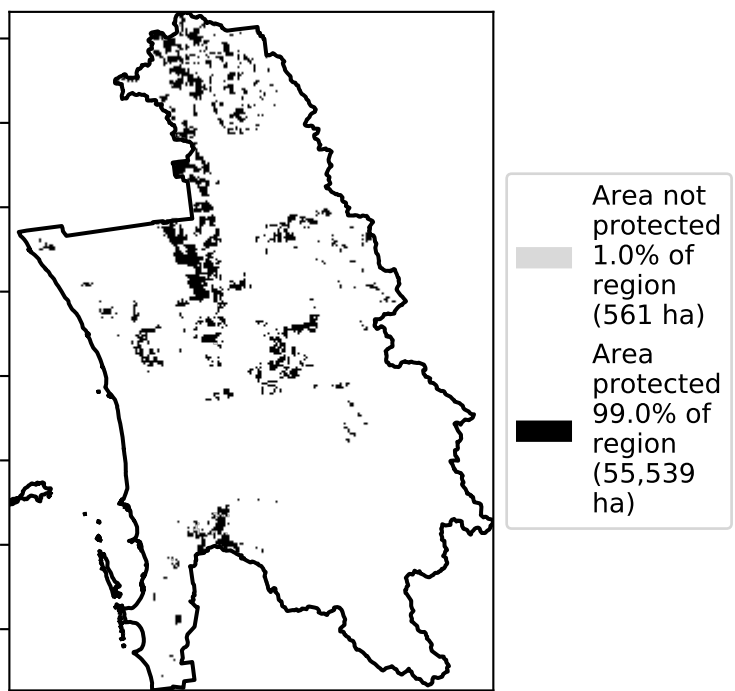 Area not
protected
1.0% of
region
(561 ha)
Area
protected
99.0% of
region
(55,539
ha)